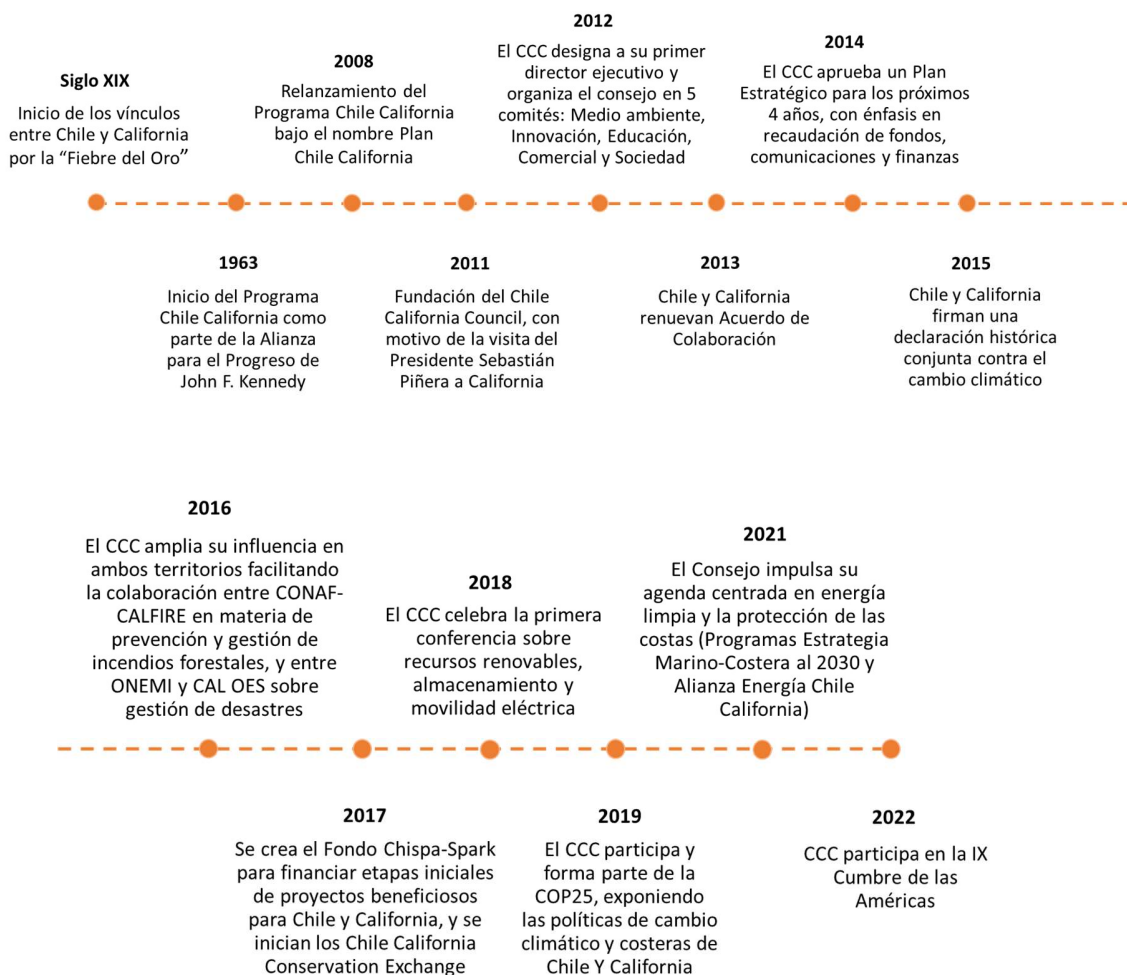 Siglo XIX
Inicio de los vínculos
entre Chile y California
por la “Fiebre del Oro”
1963
Inicio del Programa
Chile California como
parte de la Alianza
para el Progreso de
John F. Kennedy
2008
Relanzamiento del
Programa Chile California
bajo el nombre Plan
Chile California
2011
Fundación del Chile
California Council, con
motivo de la visita del
Presidente Sebastián
Piñera a California
2012
El CCC designa a su primer
director ejecutivo y
organiza el consejo en 5
comités: Medio ambiente,
Innovación, Educación,
Comercial y Sociedad
2013
Chile y California
renuevan Acuerdo de
Colaboración
2014
El CCC aprueba un Plan
Estratégico para los próximos
4 años, con énfasis en
recaudación de fondos,
comunicaciones y finanzas
2015
Chile y California
firman una
declaración histórica
conjunta contra el
cambio climático
2016
El CCC amplia su influencia en
ambos territorios facilitando
la colaboración entre CONAF-
CALFIRE en materia de
prevención y gestión de
incendios forestales, y entre
ONEMI y CAL OES sobre
gestión de desastres
2017
Se crea el Fondo Chispa-Spark
para financiar etapas iniciales
de proyectos beneficiosos
para Chile y California, y se
inician los Chile California
Conservation Exchange
2018
El CCC celebra la primera
conferencia sobre
recursos renovables,
almacenamiento y
movilidad eléctrica
2019
El CCC participa y
forma parte de la
COP25, exponiendo
las políticas de cambio
climático y costeras de
Chile Y California
2021
El Consejo impulsa su
agenda centrada en energía
limpia y la protección de las
costas (Programas Estrategia
Marino-Costera al 2030 y
Alianza Energía Chile
California)
2022
CCC participa en la IX
Cumbre de las
Américas